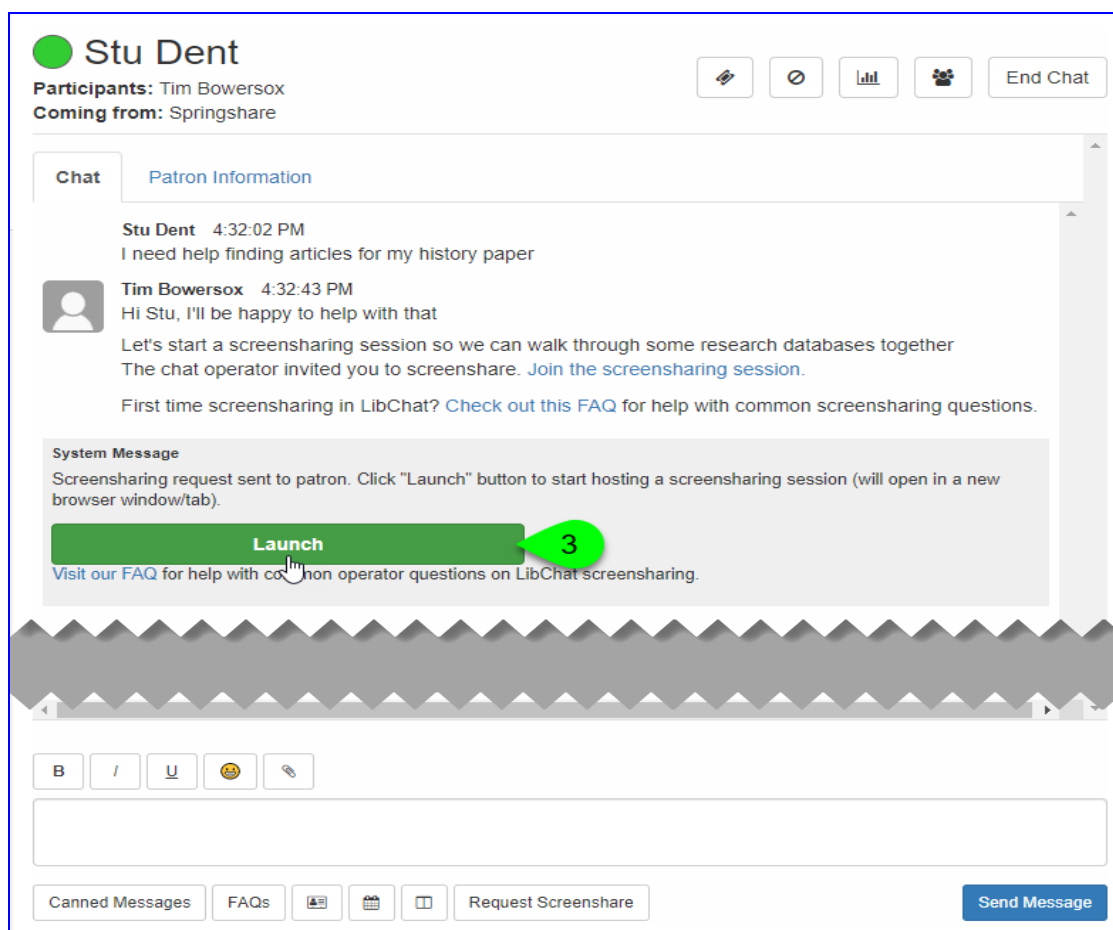 Stu Dent
Participants: Tim Bowersox
Coming from: Springshare
End Chat
Chat
Patron Information
Stu Dent 4:32:02 PM
I need help finding articles for my history paper
Tim Bowersox 4:32:43 PM
Hi Stu, I'll be happy to help with that
Let's start a screensharing session so we can walk through some research databases together
The chat operator invited you to screenshare. Join the screensharing session.
First time screensharing in LibChat? Check out this FAQ for help with common screensharing questions.
System Message
Screensharing request sent to patron. Click "Launch" button to start hosting a screensharing session (will open in a new
browser window/tab).
Launch
3
Visit our FAQ for help with common operator questions on LibChat screensharing.
B I U
Canned Messages
FAQs
Request Screenshare
Send Message